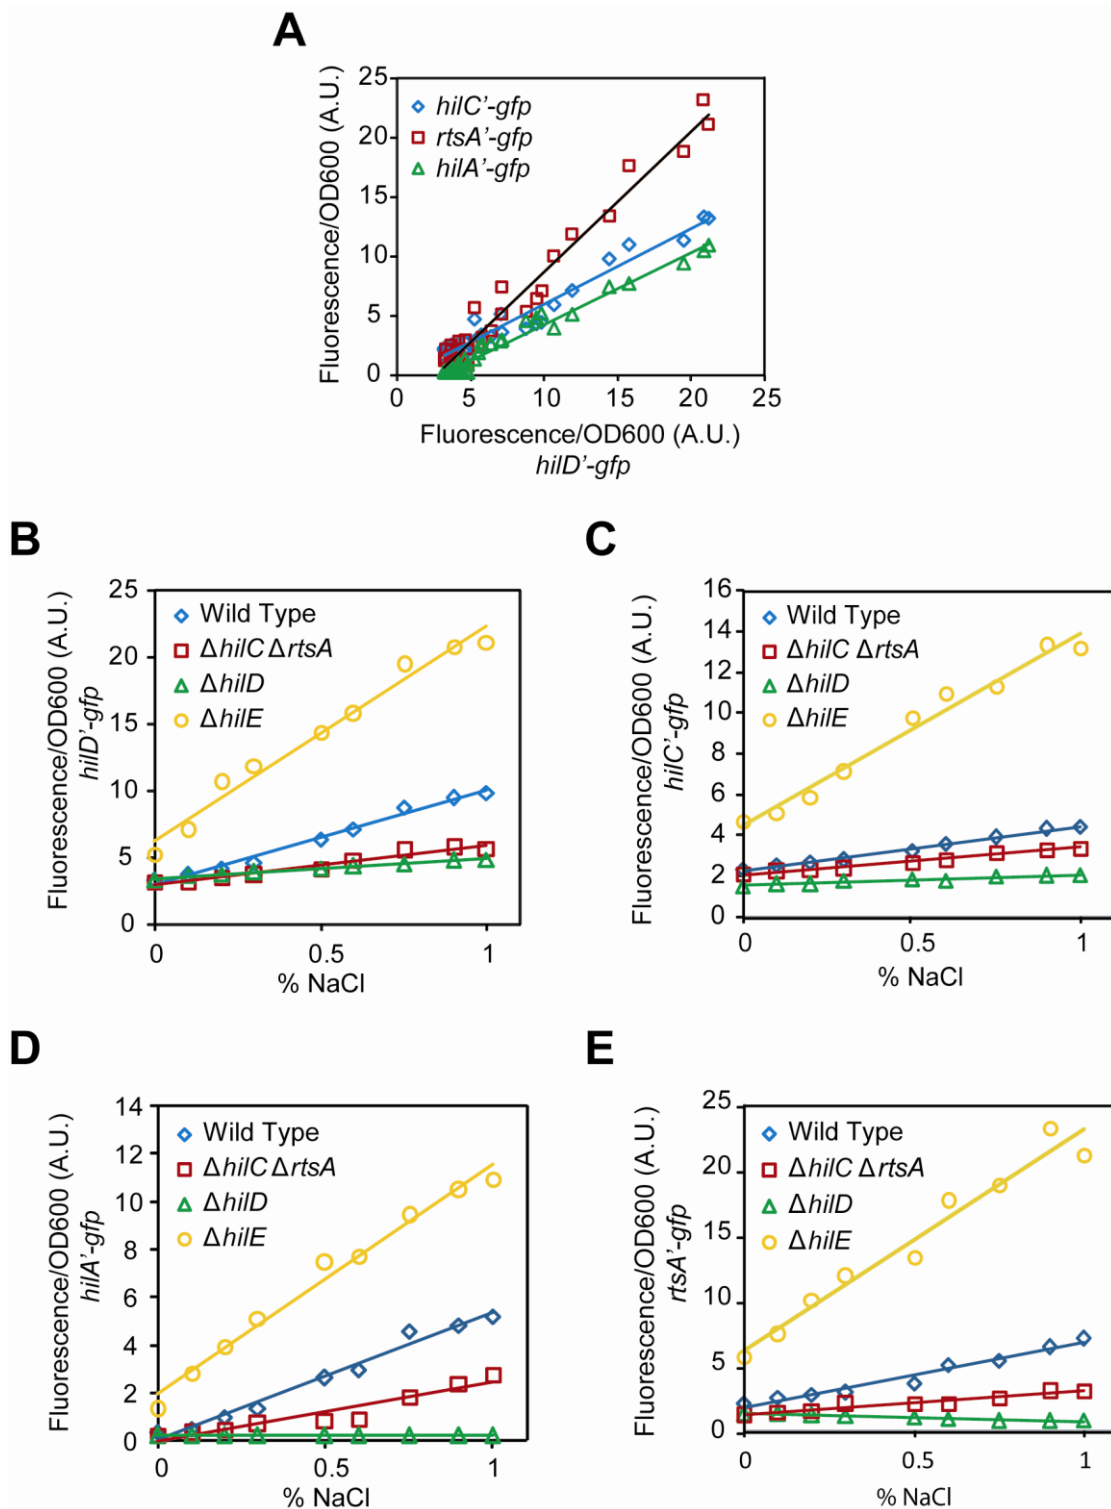 A
Fluorescence/OD600 (A.U.)
25
20
15
10
5
0
hilC'-gfp
rtsA'-gfp
hilA'-gfp
0 5 10 15 20 25
Fluorescence/OD600 (A.U.)
hilD'-gfp
B
Fluorescence/OD600 (A.U.)
hilD'-gfp
25
20
15
10
5
0
Wild Type
ΔhilC ΔrtsA
ΔhilD
ΔhilE
0 0.5 1
% NaCl
C
Fluorescence/OD600 (A.U.)
hilC'-gfp
16
14
12
10
8
6
4
2
0
Wild Type
ΔhilC ΔrtsA
ΔhilD
ΔhilE
0 0.5 1
% NaCl
D
Fluorescence/OD600 (A.U.)
hilA'-gfp
14
12
10
8
6
4
2
0
Wild Type
ΔhilC ΔrtsA
ΔhilD
ΔhilE
0 0.5 1
% NaCl
E
Fluorescence/OD600 (A.U.)
rtsA'-gfp
25
20
15
10
5
0
Wild Type
ΔhilC ΔrtsA
ΔhilD
ΔhilE
0 0.5 1
% NaCl